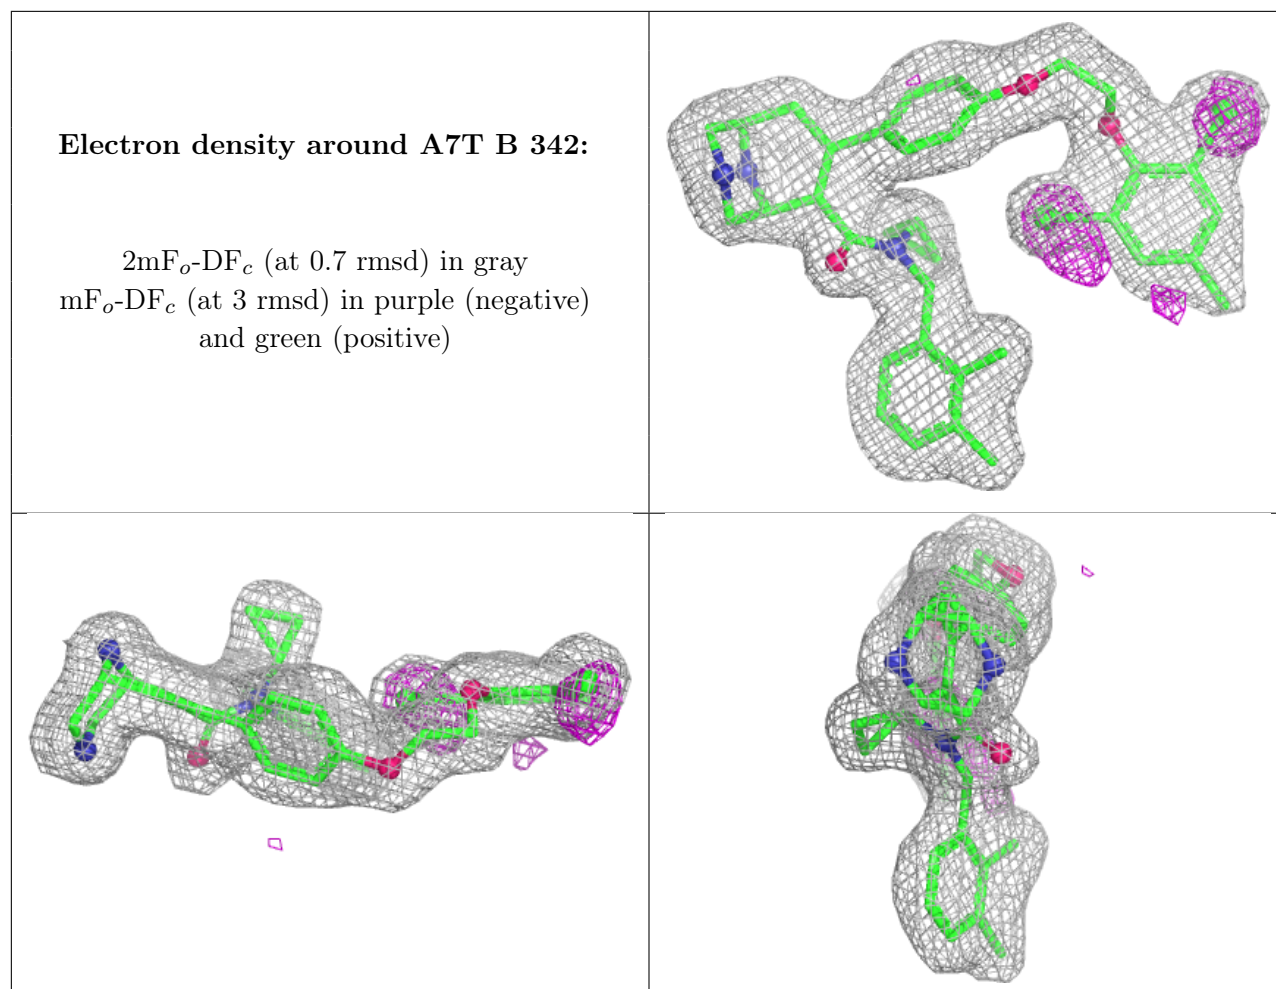 Electron density around A7T B 342:
2mFo-DFc (at 0.7 rmsd) in gray
mFo-DFc (at 3 rmsd) in purple (negative)
and green (positive)